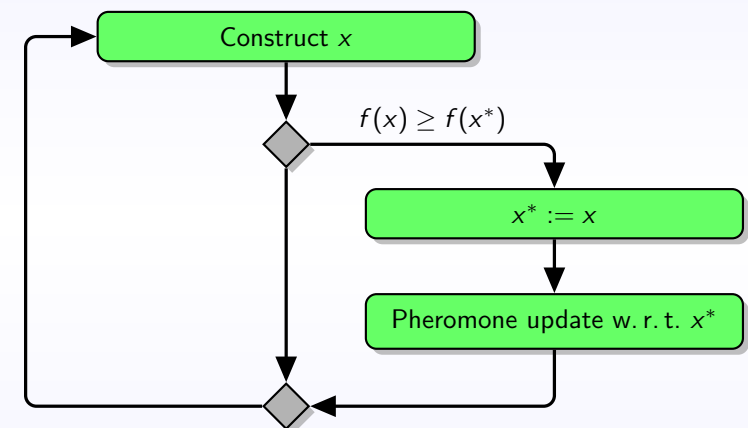 Construct x
f(x) ≥ f(x*)
x* := x
Pheromone update w. r. t. x*